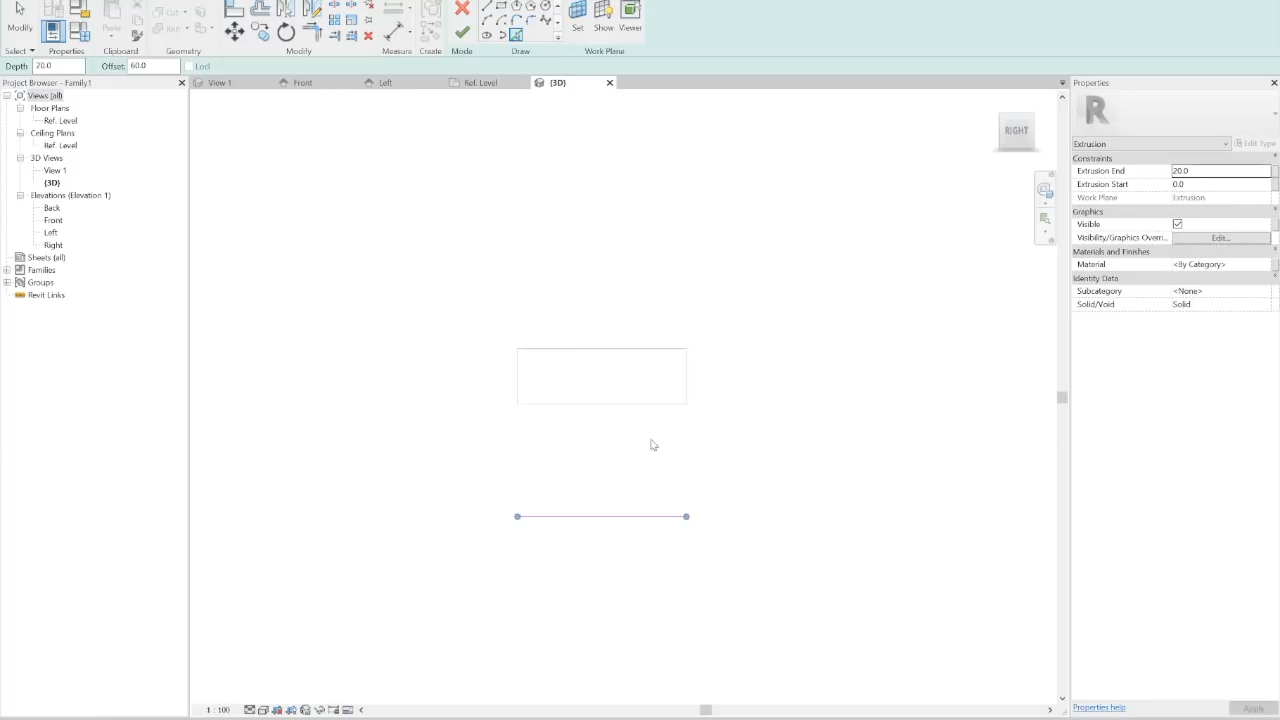 Modify
Cut
Join
Paste
Set
Show
Viewer
Select
Properties
Clipboard
Geometry
Modify
Measure
Create
Mode
Draw
Work Plane
Depth
20.0
Offset:
60.0
Project Browser - Family1
View 1
Front
Left
Ref. Level
{3D}
Properties
Views (all)
Floor Plans
Ref. Level
Ceiling Plans
Ref. Level
3D Views
View 1
{3D}
Elevations (Elevation 1)
Back
Front
Left
Right
Sheets (all)
Families
Groups
Revit Links
RIGHT
R
Extrusion
Edit Type
Constraints
Extrusion End
20.0
Extrusion Start
0.0
Work Plane
Extrusion
Graphics
Visible
Visibility/Graphics Overri...
Edit...
Materials and Finishes
Material
<By Category>
Identity Data
Subcategory
<None>
Solid/Void
Solid
1 : 100
Properties help
Apply